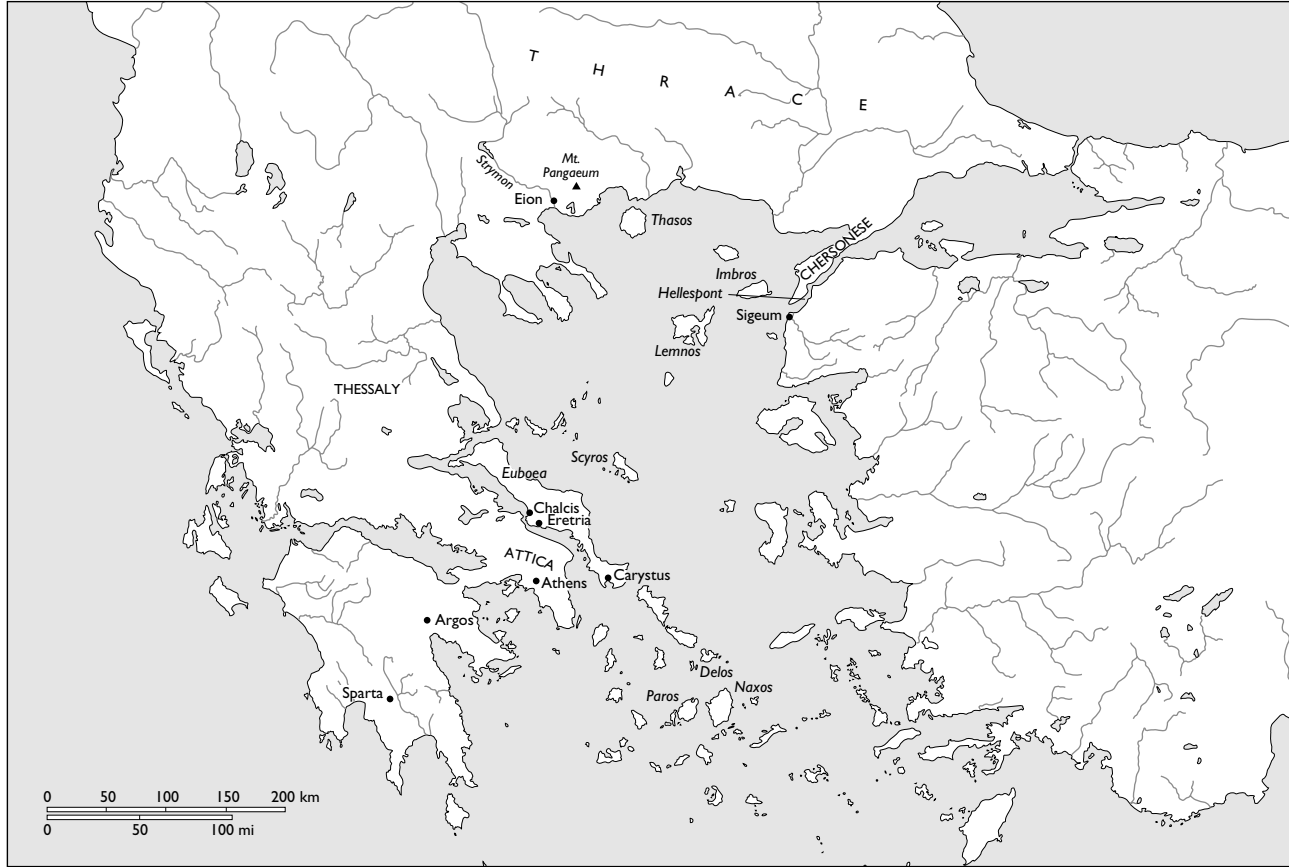 THRACE
Strymon
Mt.
Pangaeum
Eion
Thasos
CHERSONESE
Imbros
Hellespont
Sigeum
Lemnos
THESSALY
Scyros
Euboea
Chalcis
Eretria
ATTICA
Athens
Carystus
Argos
Delos
Naxos
Paros
Sparta
0 50 100 150 200 km
0 50 100 mi